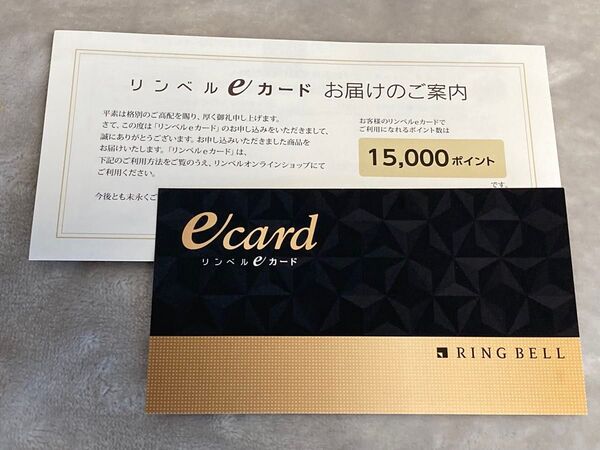 リンベル eカード お届けのご案内
平素は格別のご高配を賜り、厚く御礼申し上げます。
さて、この度は「リンベルeカード」のお申し込みをいただきまして、
誠にありがとうございます。お申し込みいただきました商品を
お届けいたします。「リンベルeカード」は、
下記のご利用方法をご覧のうえ、リンベルオンラインショップにて
ご利用ください。
今後とも末永くご
お客様のリンベルeカードで
ご利用になれるポイント数は
15,000 ポイント
です。
e card
リンベル eカード
RING BELL